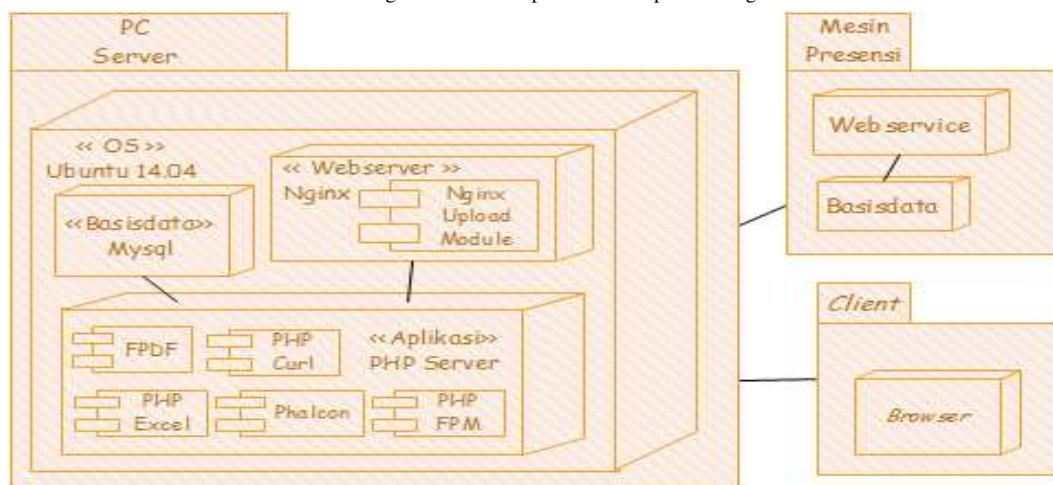 PC
Server
<< OS >>
Ubuntu 14.04
<<Basisdata>>
Mysql
<< Webserver >>
Nginx
Nginx
Upload
Module
<<Aplikasi>>
PHP Server
FPDF
PHP
Curl
PHP
Excel
Phalcon
PHP
FPM
Mesin
Presensi
Web service
Basisdata
Client
Browser